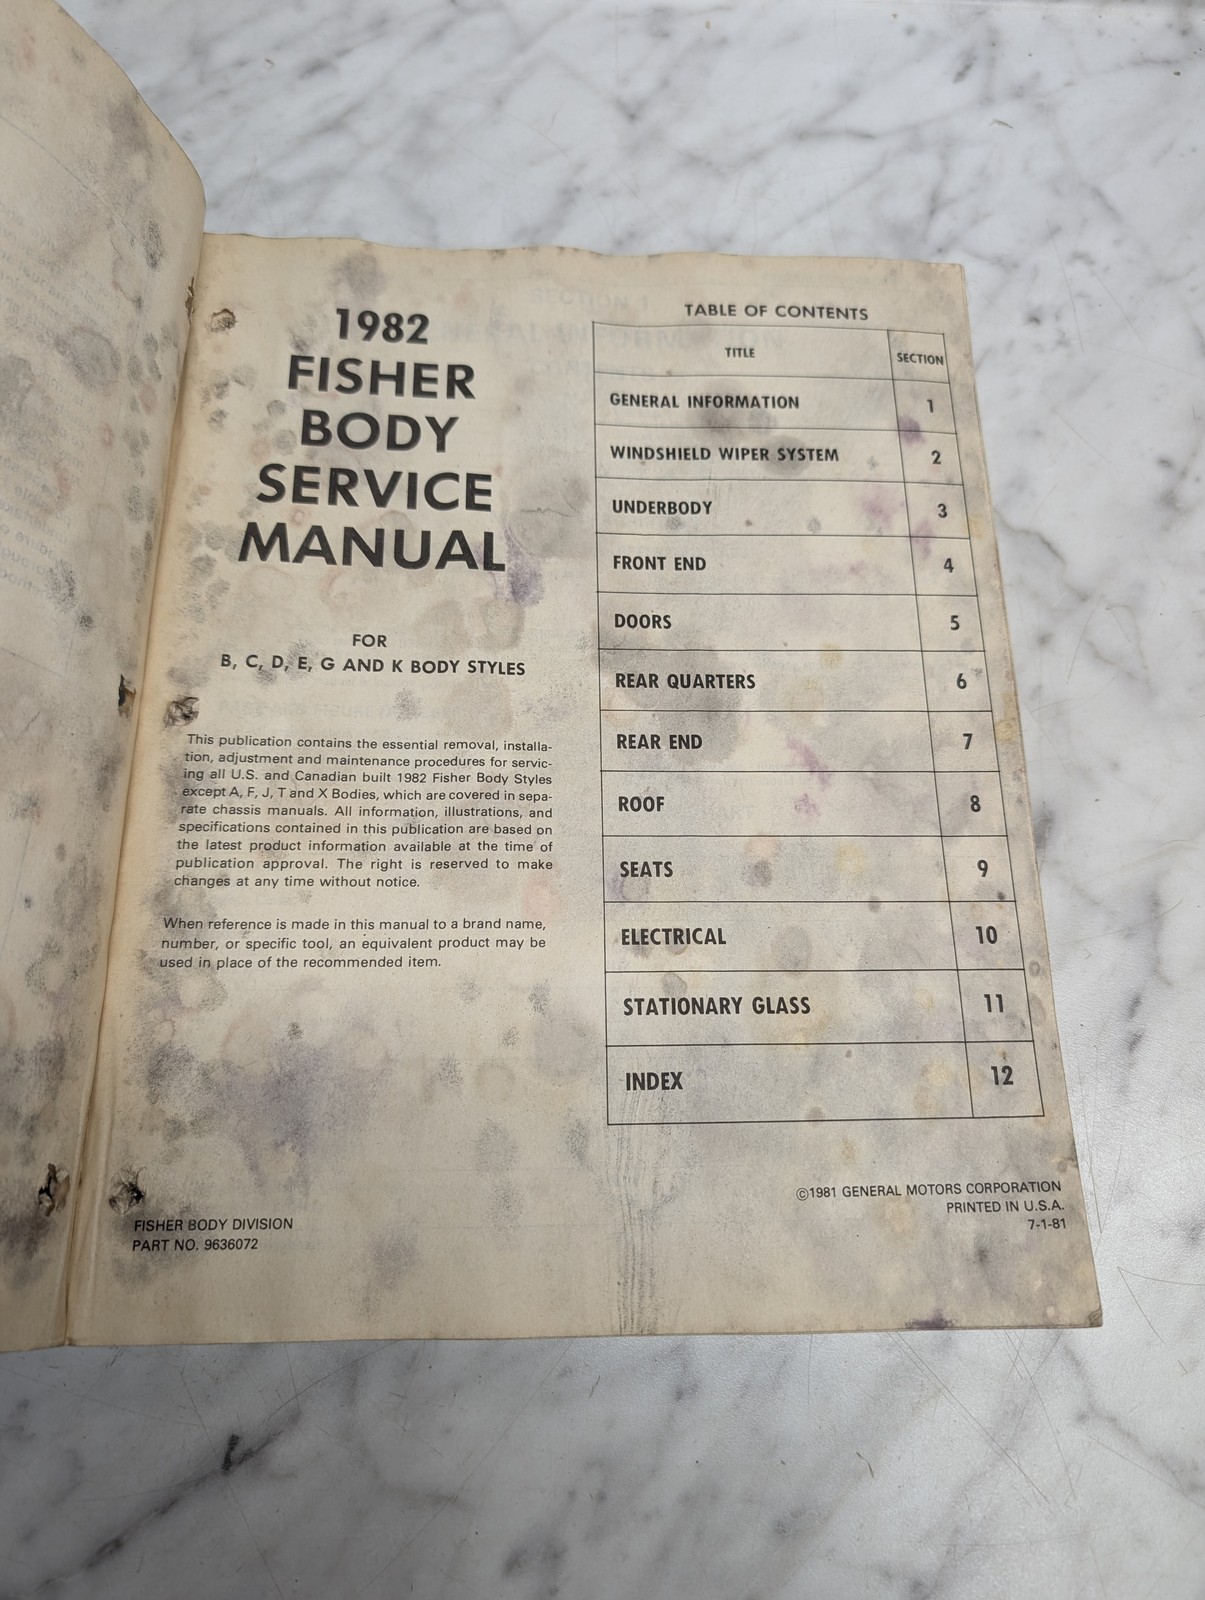 1982
FISHER
BODY
SERVICE
MANUAL
FOR
B, C, D, E, G AND K BODY STYLES
This publication contains the essential removal, installa-
tion, adjustment and maintenance procedures for servic-
ing all U.S. and Canadian built 1982 Fisher Body Styles
except A, F, J, T and X Bodies, which are covered in sepa-
rate chassis manuals. All information, illustrations, and
specifications contained in this publication are based on
the latest product information available at the time of
publication approval. The right is reserved to make
changes at any time without notice.
When reference is made in this manual to a brand name,
number, or specific tool, an equivalent product may be
used in place of the recommended item.
FISHER BODY DIVISION
PART NO. 9636072
TABLE OF CONTENTS
TITLE SECTION
GENERAL INFORMATION 1
WINDSHIELD WIPER SYSTEM 2
UNDERBODY 3
FRONT END 4
DOORS 5
REAR QUARTERS 6
REAR END 7
ROOF 8
SEATS 9
ELECTRICAL 10
STATIONARY GLASS 11
INDEX 12
©1981 GENERAL MOTORS CORPORATION
PRINTED IN U.S.A.
7-1-81